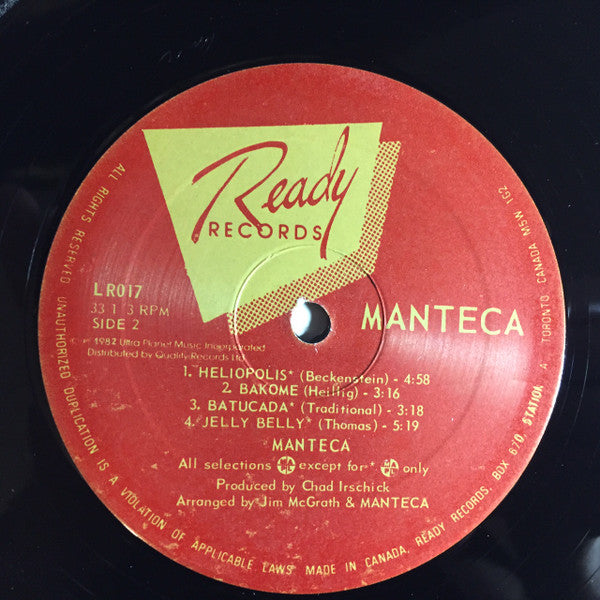 Ready
RECORDS
LR017
33 1 3 RPM
SIDE 2
MANTECA
1982 Ultra Planet Music Incorporated
Distributed by Quality Records Ltd
1. HELIOPOLIS* (Beckenstein) - 4:58
2. BAKOME (Heillig) - 3:16
3. BATUCADA* (Traditional) - 3:18
4. JELLY BELLY* (Thomas) - 5:19
MANTECA
All selections except for * only
Produced by Chad Irschick
Arranged by Jim McGrath & MANTECA
ALL RIGHTS RESERVED UNAUTHORIZED DUPLICATION IS A VIOLATION OF APPLICABLE LAWS MADE IN CANADA, READY RECORDS, BOX 670, STATION A TORONTO CANADA M5W 1G2